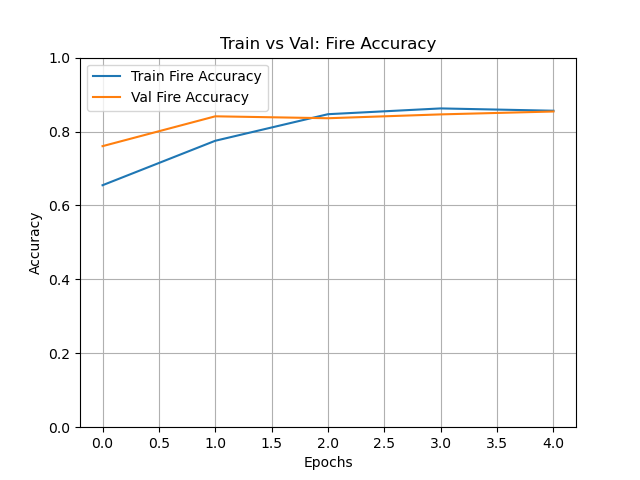 Train vs Val: Fire Accuracy
Train Fire Accuracy
Val Fire Accuracy
1.0
0.8
0.6
0.4
0.2
0.0
Accuracy
0.0 0.5 1.0 1.5 2.0 2.5 3.0 3.5 4.0
Epochs